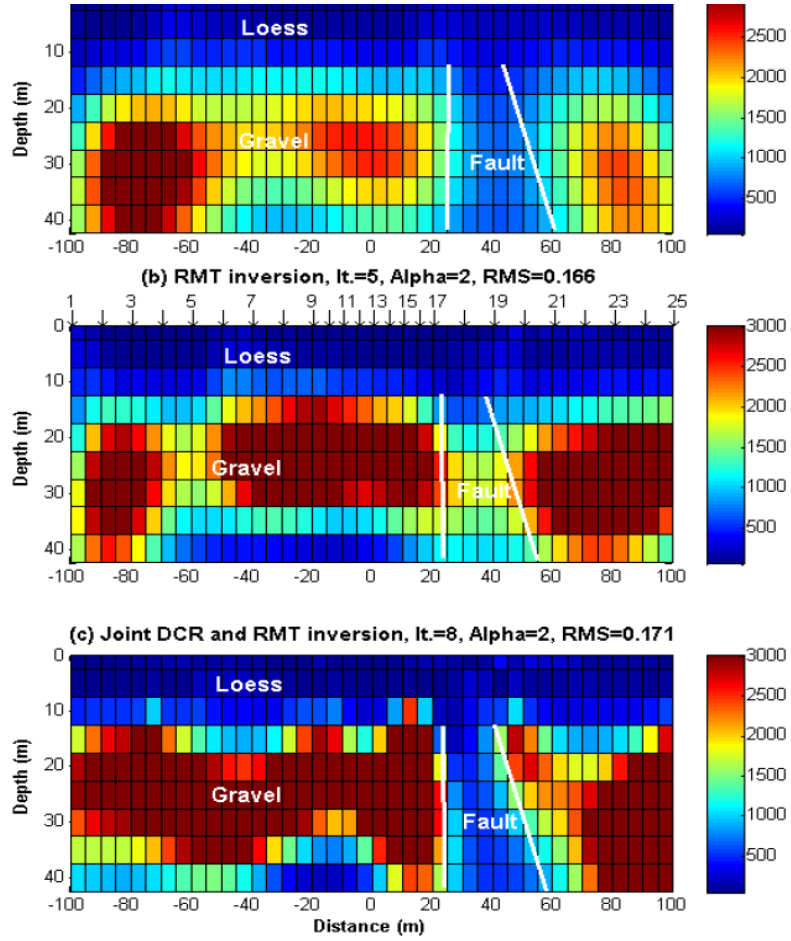 Loess
Gravel
Fault
10
20
30
40
Depth (m)
-100 -80 -60 -40 -20 0 20 40 60 80 100
2500
2000
1500
1000
500
(b) RMT inversion, It.=5, Alpha=2, RMS=0.166
1 3 5 7 9 11 13 15 17 19 21 23 25
Loess
Gravel
Fault
0
10
20
30
40
Depth (m)
-100 -80 -60 -40 -20 0 20 40 60 80 100
3000
2500
2000
1500
1000
500
(c) Joint DCR and RMT inversion, It.=8, Alpha=2, RMS=0.171
Loess
Gravel
Fault
0
10
20
30
40
Depth (m)
-100 -80 -60 -40 -20 0 20 40 60 80 100
Distance (m)
3000
2500
2000
1500
1000
500